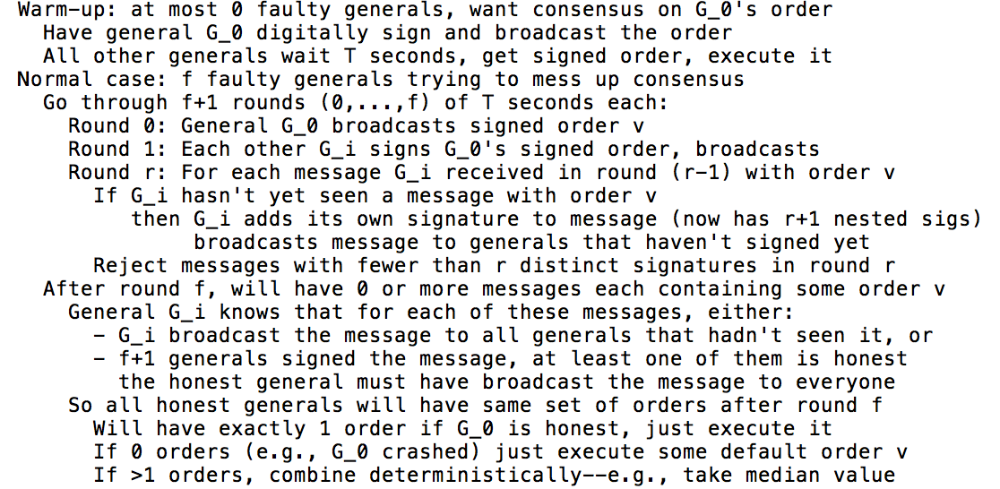 Warm-up: at most 0 faulty generals, want consensus on G_0's order
Have general G_0 digitally sign and broadcast the order
All other generals wait T seconds, get signed order, execute it
Normal case: f faulty generals trying to mess up consensus
Go through f+1 rounds (0,...,f) of T seconds each:
Round 0: General G_0 broadcasts signed order v
Round 1: Each other G_i signs G_0's signed order, broadcasts
Round r: For each message G_i received in round (r-1) with order v
If G_i hasn't yet seen a message with order v
then G_i adds its own signature to message (now has r+1 nested sigs)
broadcasts message to generals that haven't signed yet
Reject messages with fewer than r distinct signatures in round r
After round f, will have 0 or more messages each containing some order v
General G_i knows that for each of these messages, either:
- G_i broadcast the message to all generals that hadn't seen it, or
- f+1 generals signed the message, at least one of them is honest
the honest general must have broadcast the message to everyone
So all honest generals will have same set of orders after round f
Will have exactly 1 order if G_0 is honest, just execute it
If 0 orders (e.g., G_0 crashed) just execute some default order v
If >1 orders, combine deterministically--e.g., take median value